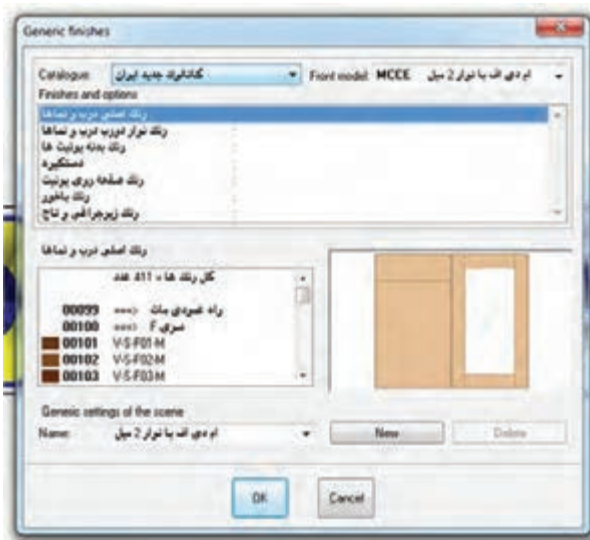 Generic finishes
Catalogue: کاتالوگ جدید ایران Front model: MCCE ام دی اف با نوار 2 میل
Finishes and options
رنگ اصلی درب و نماها
رنگ نوار دورب درب و نماها
رنگ بدنه یونیت ها
دستگیره
رنگ صفحه روی یونیت
رنگ پاخور
رنگ زیرچراغی و تاج
رنگ اصلی درب و نماها
کل رنگ ها = 411 عدد
00099 ===> راه عمودی مات
00100 ===> سری F
00101 V-S-F01-M
00102 V-S-F02-M
00103 V-S-F03-M
Generic settings of the scene
Name: ام دی اف با نوار 2 میل New Delete
OK Cancel